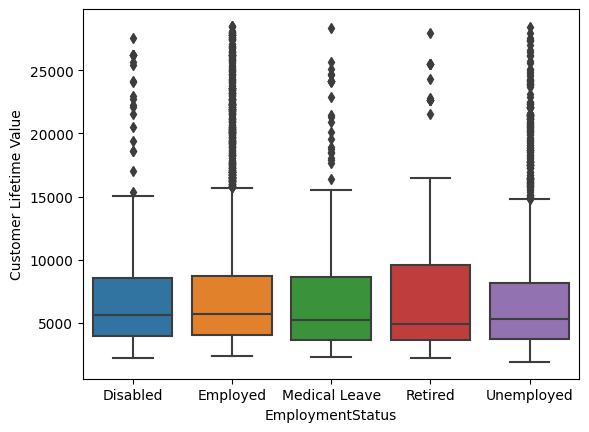 Customer Lifetime Value
25000
20000
15000
10000
5000
Disabled Employed Medical Leave Retired Unemployed
EmploymentStatus